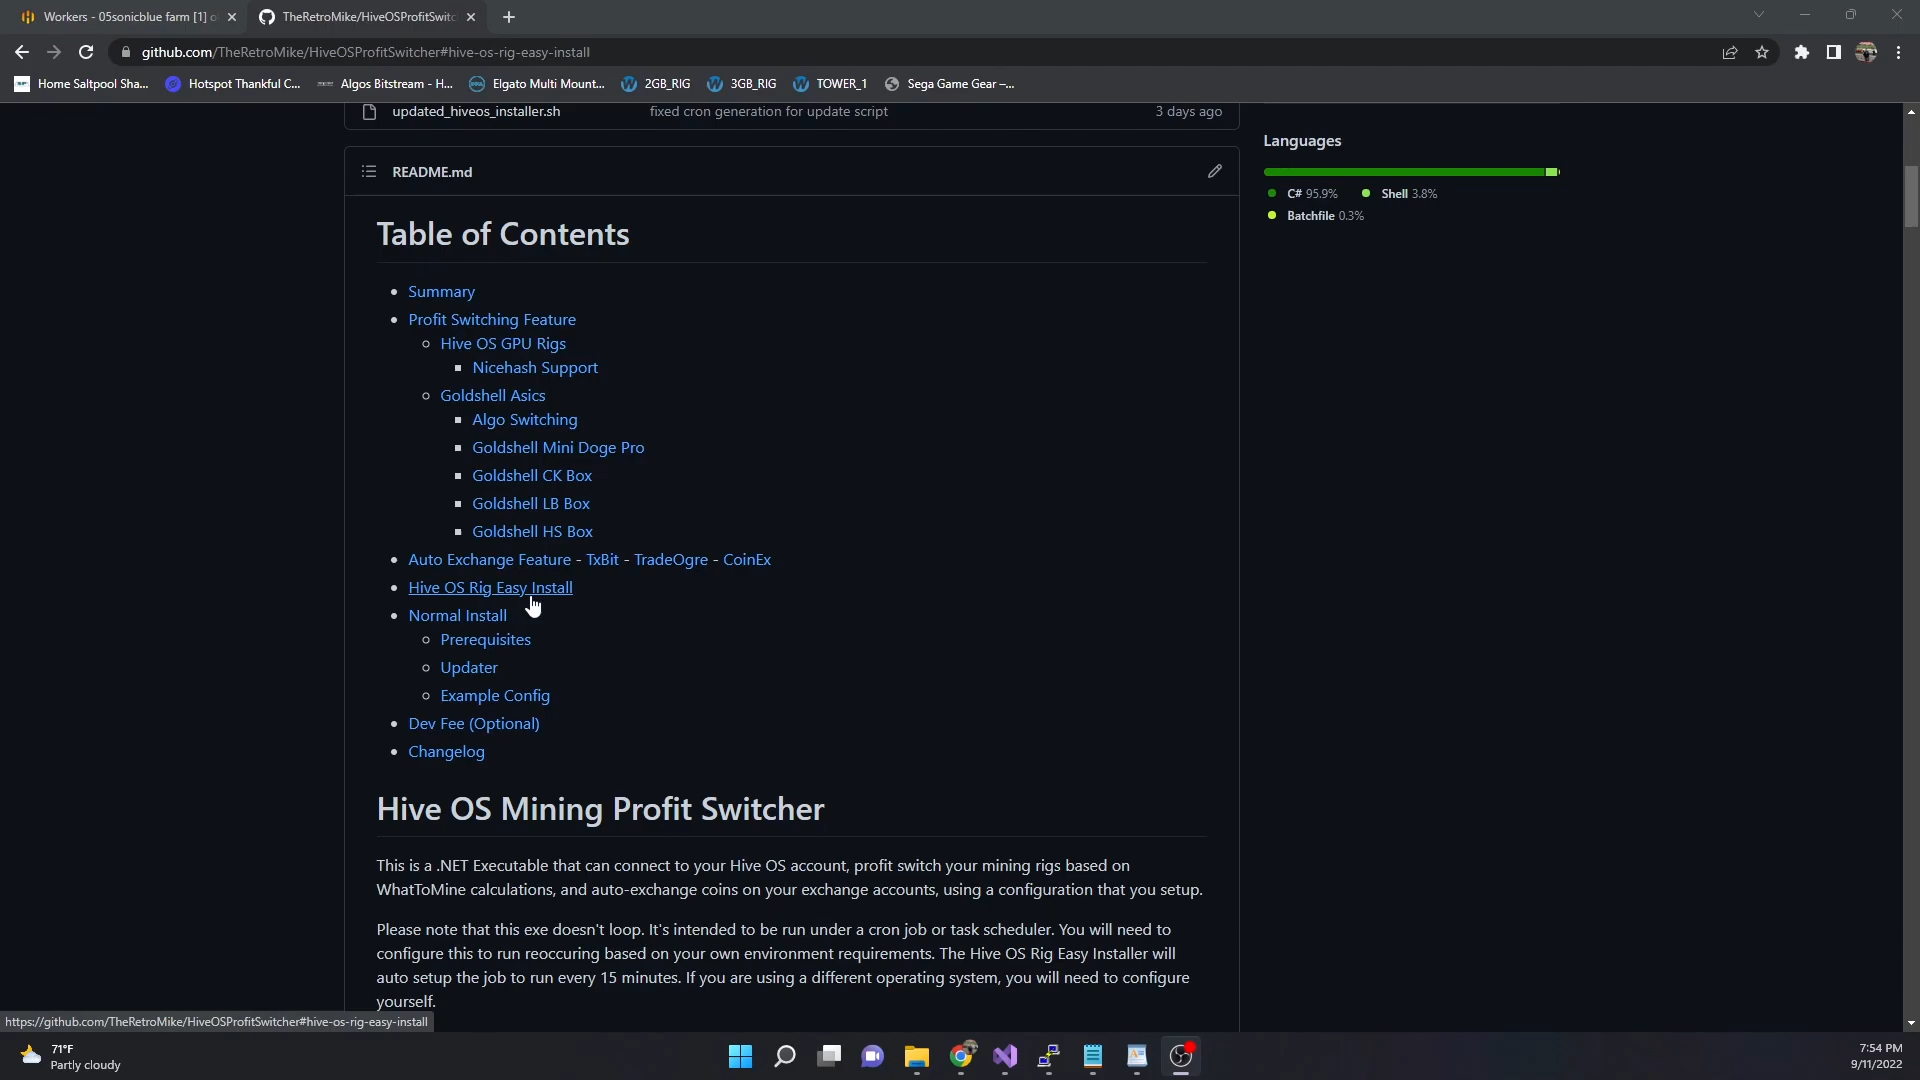 Workers - 05sonicblue farm [1] o
TheRetroMike/HiveOSProfitSwitc
github.com/TheRetroMike/HiveOSProfitSwitcher#hive-os-rig-easy-install
Home Saltpool Sha...
Hotspot Thankful C...
Algos Bitstream - H...
Elgato Multi Mount...
2GB_RIG
3GB_RIG
TOWER_1
Sega Game Gear –...
updated_hiveos_installer.sh fixed cron generation for update script 3 days ago
Languages
C# 95.9% Shell 3.8%
Batchfile 0.3%
README.md
Table of Contents
Summary
Profit Switching Feature
Hive OS GPU Rigs
Nicehash Support
Goldshell Asics
Algo Switching
Goldshell Mini Doge Pro
Goldshell CK Box
Goldshell LB Box
Goldshell HS Box
Auto Exchange Feature - TxBit - TradeOgre - CoinEx
Hive OS Rig Easy Install
Normal Install
Prerequisites
Updater
Example Config
Dev Fee (Optional)
Changelog
Hive OS Mining Profit Switcher
This is a .NET Executable that can connect to your Hive OS account, profit switch your mining rigs based on
WhatToMine calculations, and auto-exchange coins on your exchange accounts, using a configuration that you setup.
Please note that this exe doesn't loop. It's intended to be run under a cron job or task scheduler. You will need to
configure this to run reoccuring based on your own environment requirements. The Hive OS Rig Easy Installer will
auto setup the job to run every 15 minutes. If you are using a different operating system, you will need to configure
yourself.
https://github.com/TheRetroMike/HiveOSProfitSwitcher#hive-os-rig-easy-install
71°F
Partly cloudy
7:54 PM
9/11/2022